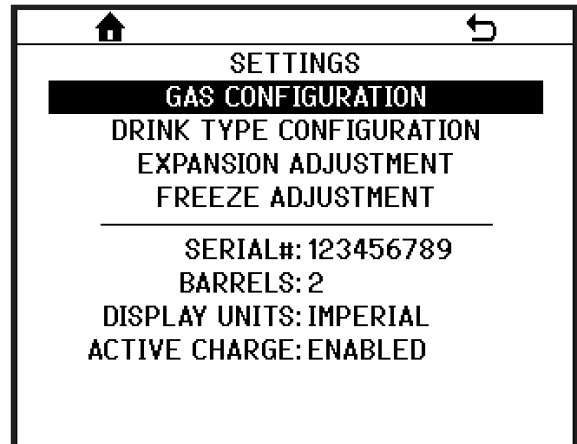 SETTINGS
GAS CONFIGURATION
DRINK TYPE CONFIGURATION
EXPANSION ADJUSTMENT
FREEZE ADJUSTMENT
SERIAL#: 123456789
BARRELS: 2
DISPLAY UNITS: IMPERIAL
ACTIVE CHARGE: ENABLED